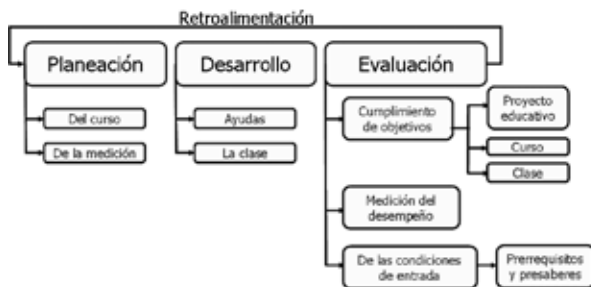 Retroalimentación
Planeación
Desarrollo
Evaluación
Del curso
De la medición
Ayudas
La clase
Cumplimiento
de objetivos
Proyecto
educativo
Curso
Clase
Medición del
desempeño
De las condiciones
de entrada
Prerrequisitos
y presaberes